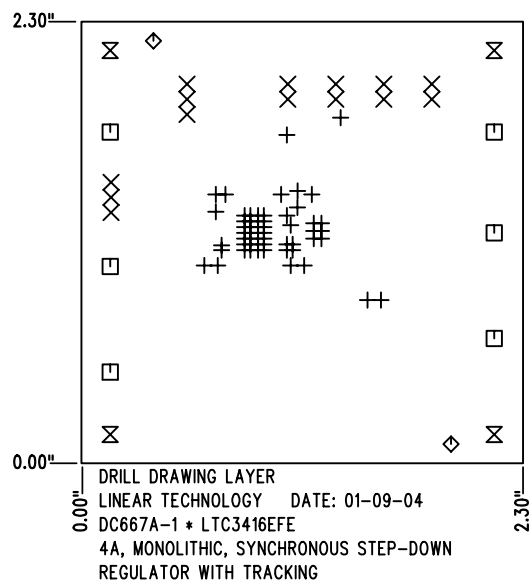 2.30"
0.00"
0.00"
2.30"
DRILL DRAWING LAYER
LINEAR TECHNOLOGY DATE: 01-09-04
DC667A-1 * LTC3416EFE
4A, MONOLITHIC, SYNCHRONOUS STEP-DOWN
REGULATOR WITH TRACKING